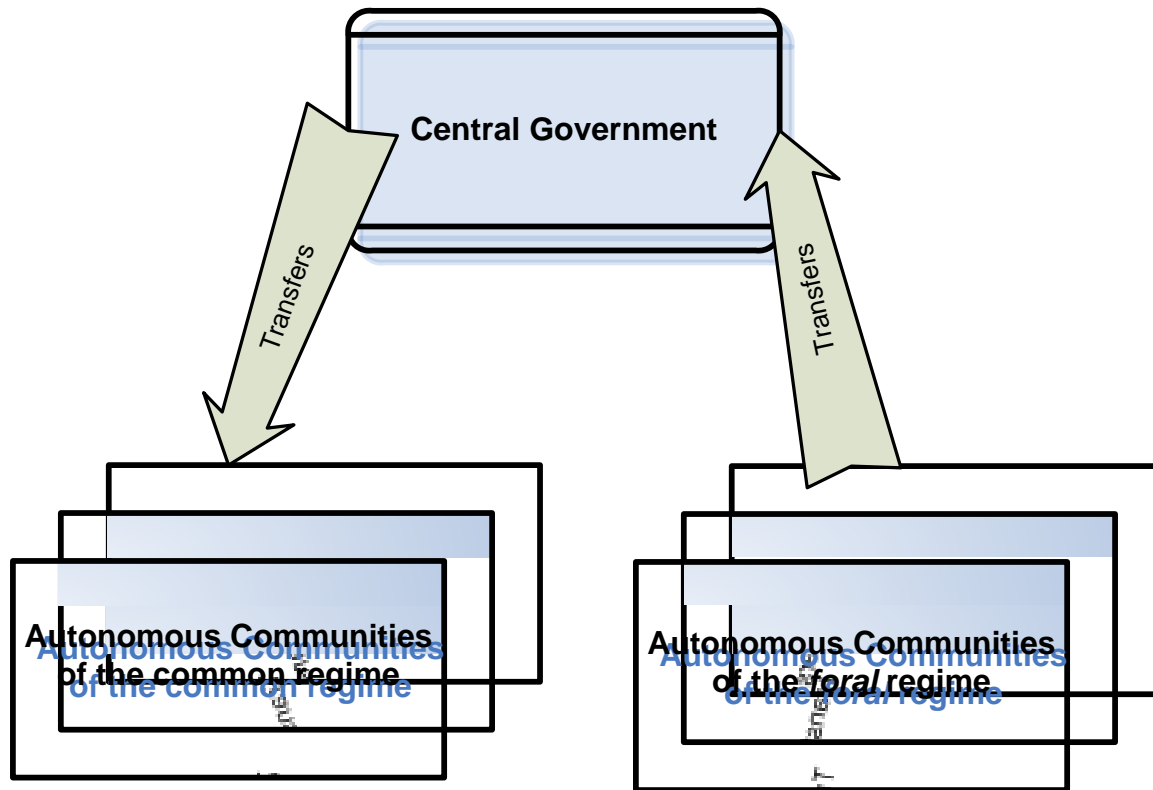 Central Government
Transfers
Transfers
Autonomous Communities
of the common regime
Autonomous Communities
of the foral regime